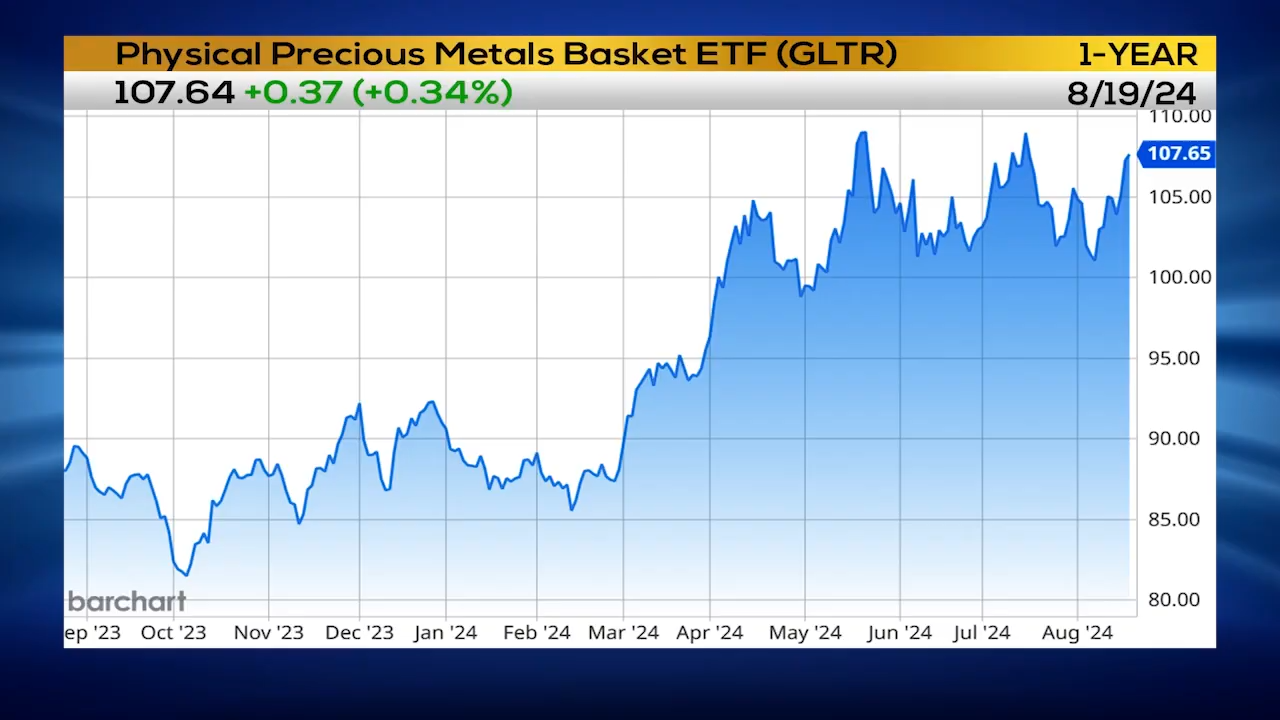 Physical Precious Metals Basket ETF (GLTR) 1-YEAR
107.64 +0.37 (+0.34%) 8/19/24
110.00
107.65
105.00
100.00
95.00
90.00
85.00
80.00
barchart
ep '23 Oct '23 Nov '23 Dec '23 Jan '24 Feb '24 Mar '24 Apr '24 May '24 Jun '24 Jul '24 Aug '24